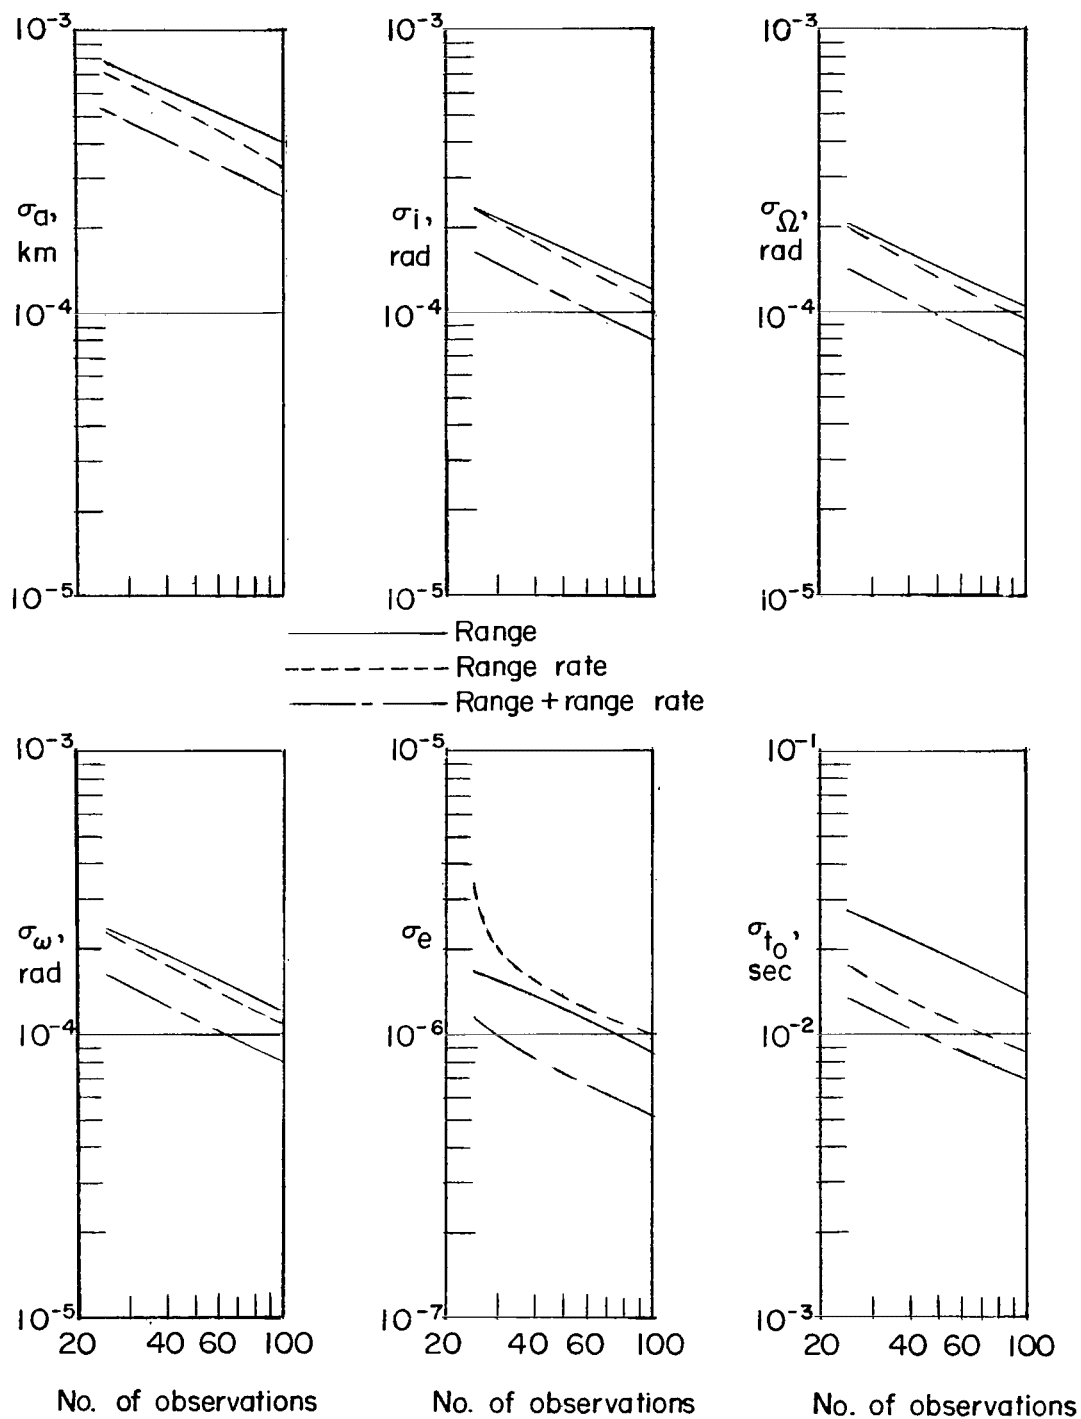 10⁻³ 10⁻³ 10⁻³
σa, km
σi, rad
σΩ, rad
10⁻⁴ 10⁻⁴ 10⁻⁴
10⁻⁵ 10⁻⁵ 10⁻⁵
Range
Range rate
Range + range rate
10⁻³ 10⁻⁵ 10⁻¹
σω, rad
σe
σt₀, sec
10⁻⁴ 10⁻⁶ 10⁻²
10⁻⁵ 10⁻⁷ 10⁻³
20 40 60 100 20 40 60 100 20 40 60 100
No. of observations No. of observations No. of observations